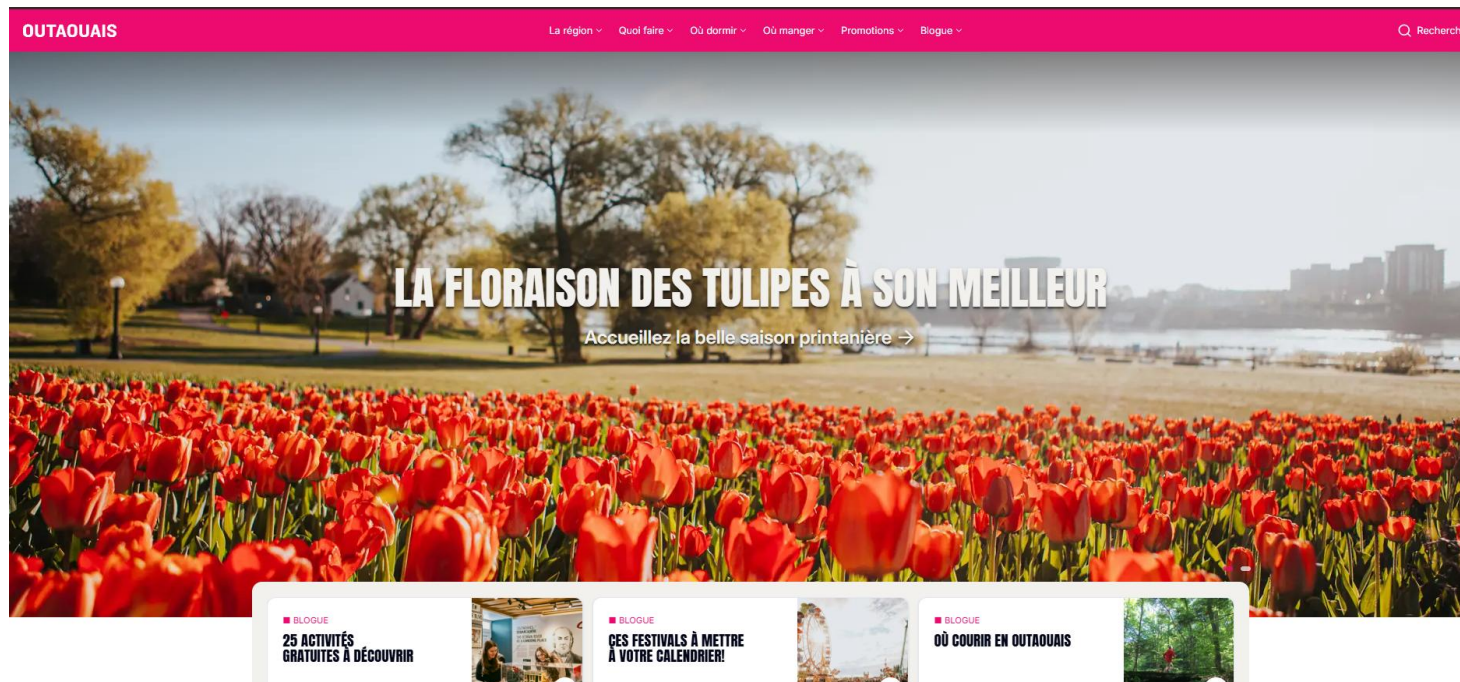 OUTAOUAIS
La région
Quoi faire
Où dormir
Où manger
Promotions
Blogue
Recherch
LA FLORAISON DES TULIPES À SON MEILLEUR
Accueillez la belle saison printanière →
BLOGUE
25 ACTIVITÉS
GRATUITES À DÉCOUVRIR
BLOGUE
ÇES FESTIVALS À METTRE
À VOTRE CALENDRIER!
BLOGUE
OÙ COURIR EN OUTAOUAIS